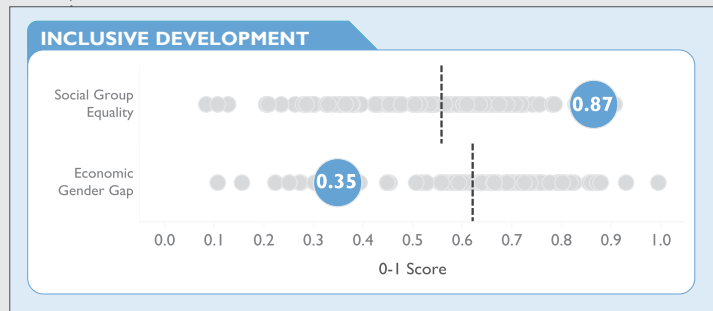 INCLUSIVE DEVELOPMENT
Social Group
Equality
0.87
Economic
Gender Gap
0.35
0.0 0.1 0.2 0.3 0.4 0.5 0.6 0.7 0.8 0.9 1.0
0-1 Score